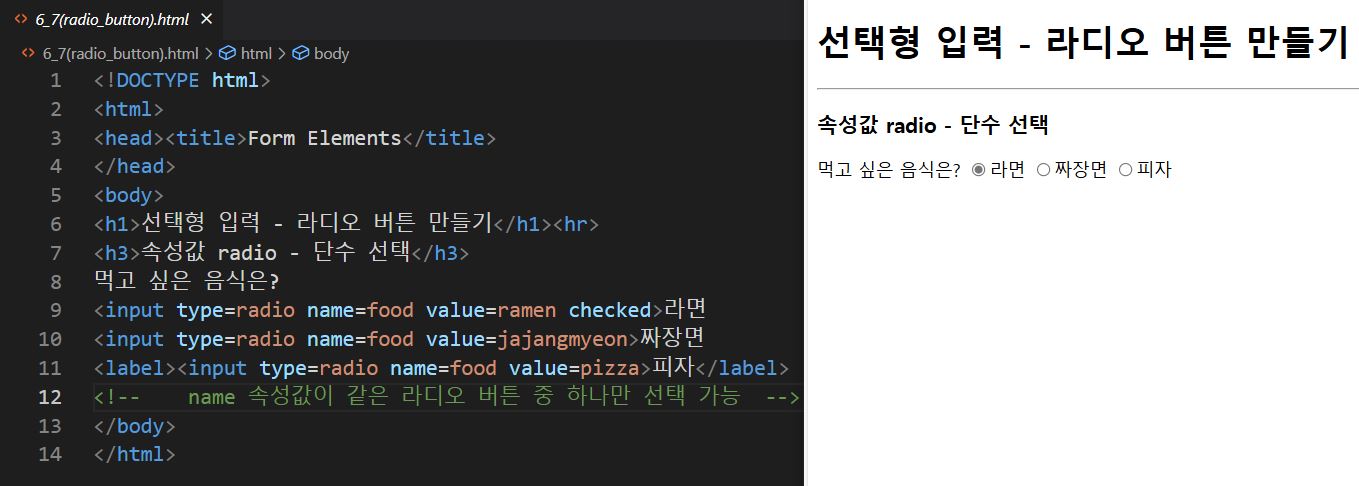 6_7(radio_button).html ×
6_7(radio_button).html > html > body
1 <!DOCTYPE html>
2 <html>
3 <head><title>Form Elements</title>
4 </head>
5 <body>
6 <h1>선택형 입력 - 라디오 버튼 만들기</h1><hr>
7 <h3>속성값 radio - 단수 선택</h3>
8 먹고 싶은 음식은?
9 <input type=radio name=food value=ramen checked>라면
10 <input type=radio name=food value=jajangmyeon>짜장면
11 <label><input type=radio name=food value=pizza>피자</label>
12 <!-- name 속성값이 같은 라디오 버튼 중 하나만 선택 가능 -->
13 </body>
14 </html>
선택형 입력 - 라디오 버튼 만들기
속성값 radio - 단수 선택
먹고 싶은 음식은? 라면 짜장면 피자